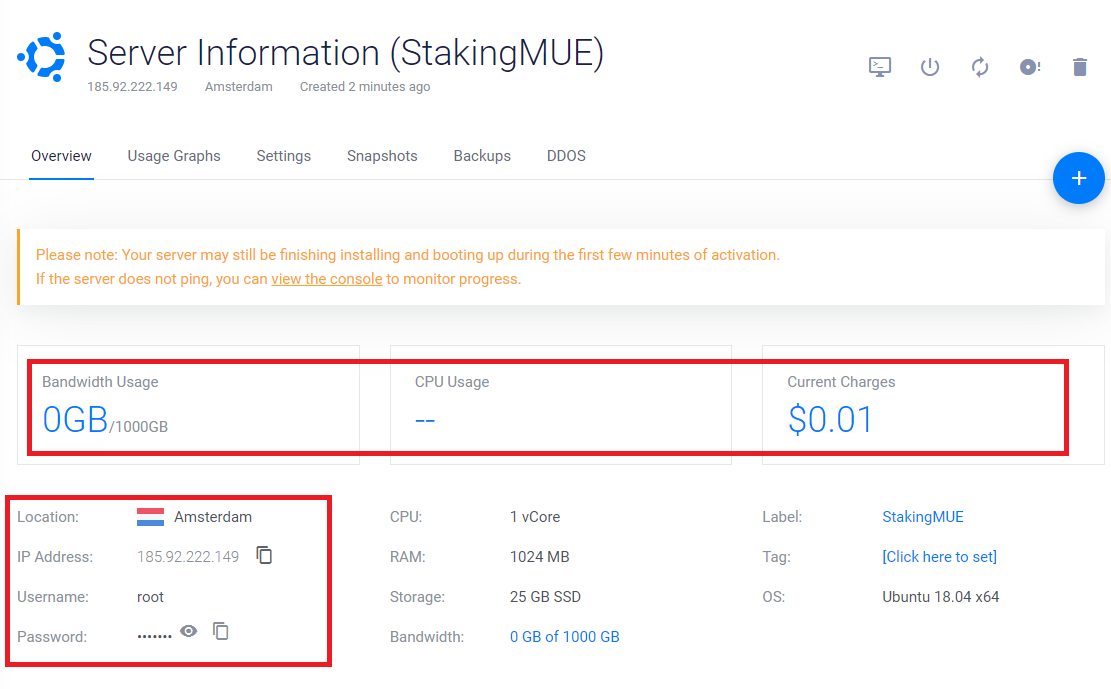 Server Information (StakingMUE)
185.92.222.149 Amsterdam Created 2 minutes ago
Overview Usage Graphs Settings Snapshots Backups DDOS
+
Please note: Your server may still be finishing installing and booting up during the first few minutes of activation.
If the server does not ping, you can view the console to monitor progress.
Bandwidth Usage CPU Usage Current Charges
0GB/1000GB -- $0.01
Location: Amsterdam CPU: 1 vCore Label: StakingMUE
IP Address: 185.92.222.149 RAM: 1024 MB Tag: [Click here to set]
Username: root Storage: 25 GB SSD OS: Ubuntu 18.04 x64
Password: ••••••• Bandwidth: 0 GB of 1000 GB